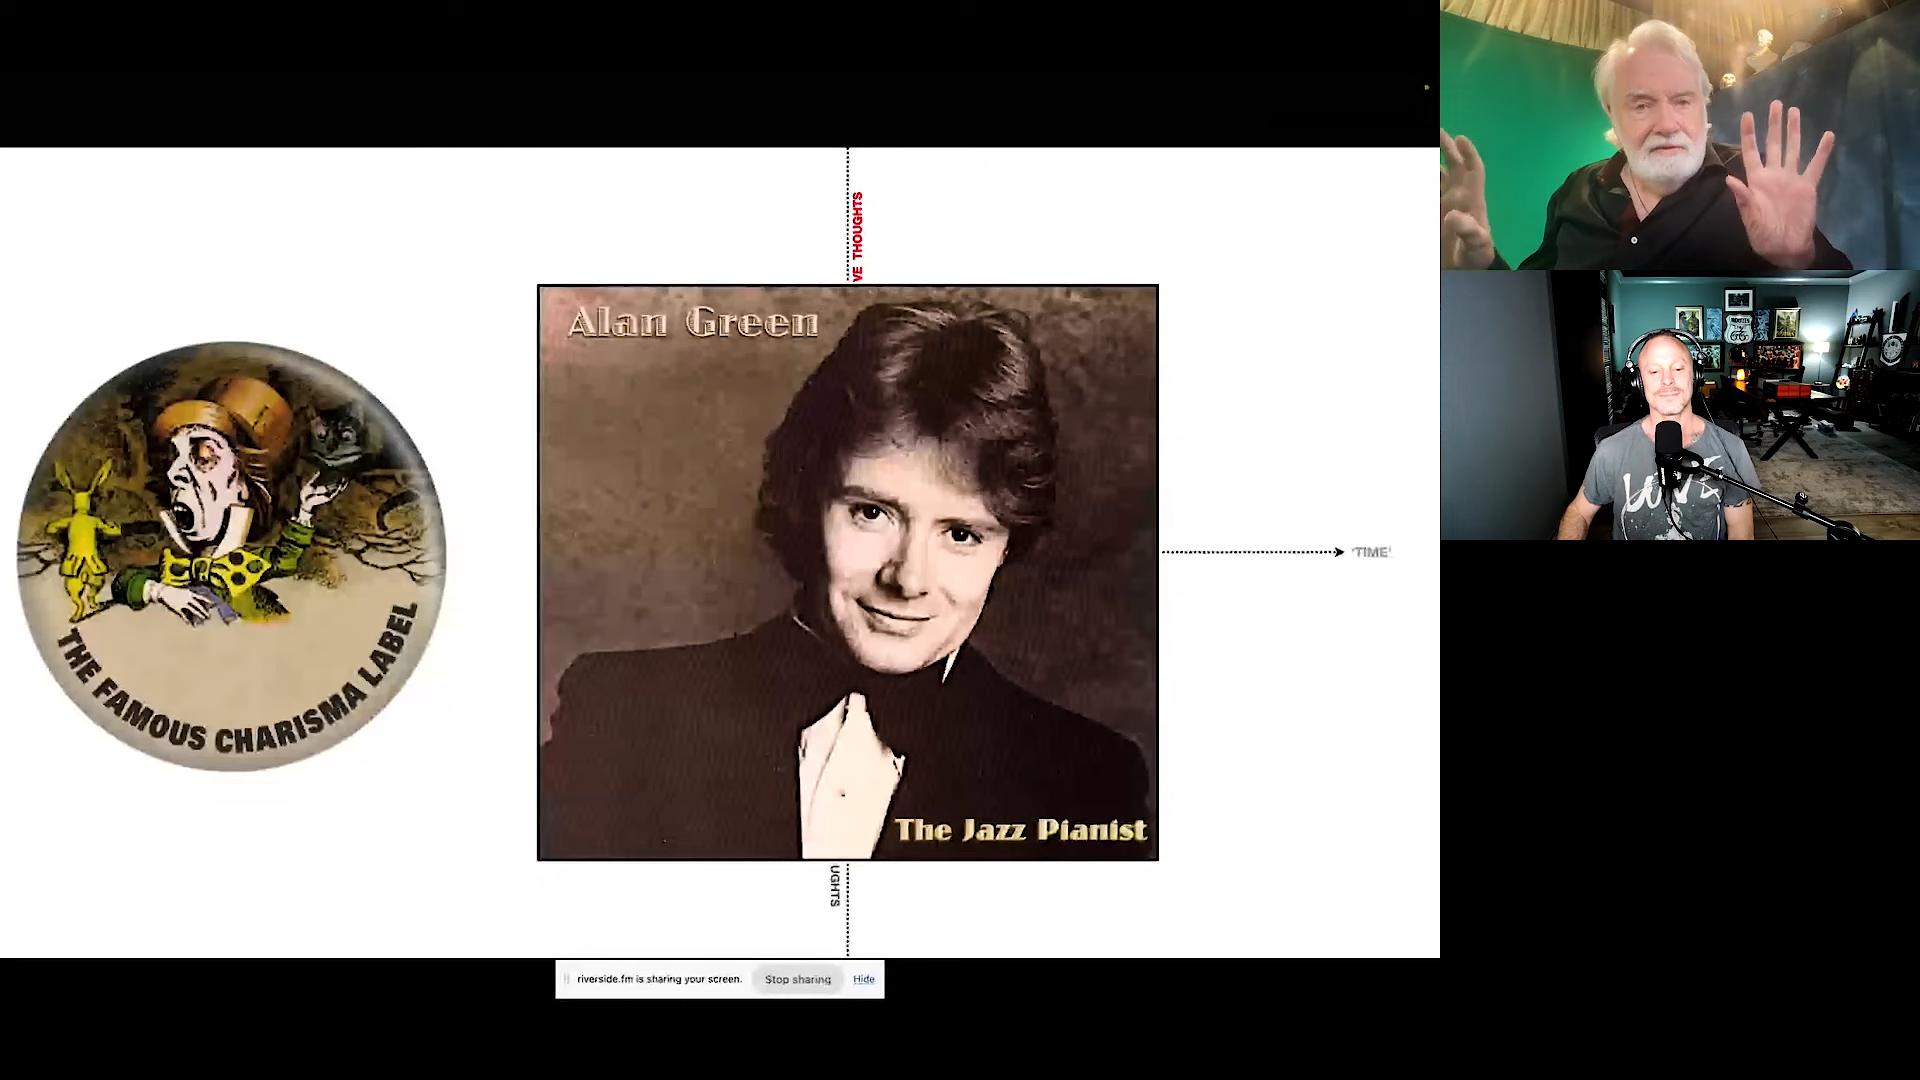 VE THOUGHTS
Alan Green
THE FAMOUS CHARISMA LABEL
'TIME'
The Jazz Pianist
UGHTS
riverside.fm is sharing your screen.
Stop sharing
Hide